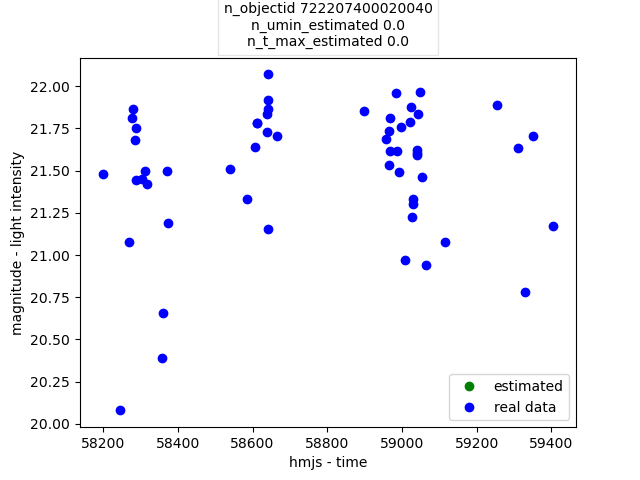 n_objectid 722207400020040
n_umin_estimated 0.0
n_t_max_estimated 0.0
magnitude - light intensity
22.00
21.75
21.50
21.25
21.00
20.75
20.50
20.25
20.00
estimated
real data
58200 58400 58600 58800 59000 59200 59400
hmjs - time